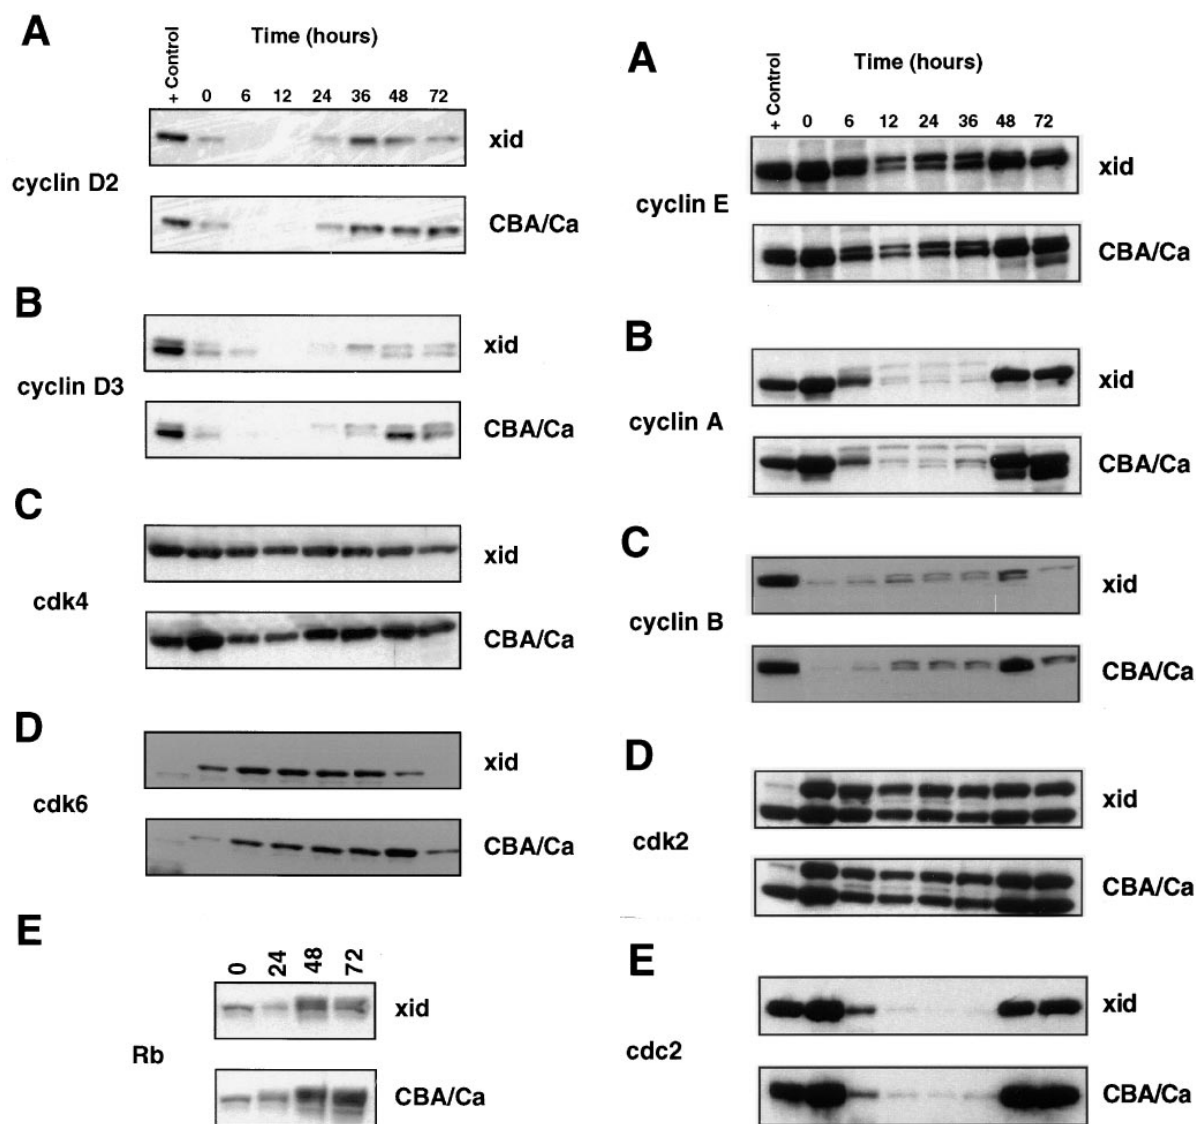 A
Time (hours)
+ Control
0 6 12 24 36 48 72
xid
cyclin D2
CBA/Ca
B
xid
cyclin D3
CBA/Ca
C
xid
cdk4
CBA/Ca
D
xid
cdk6
CBA/Ca
E
0 24 48 72
xid
Rb
CBA/Ca
A
Time (hours)
+ Control
0 6 12 24 36 48 72
xid
cyclin E
CBA/Ca
B
xid
cyclin A
CBA/Ca
C
xid
cyclin B
CBA/Ca
D
xid
cdk2
CBA/Ca
E
xid
cdc2
CBA/Ca